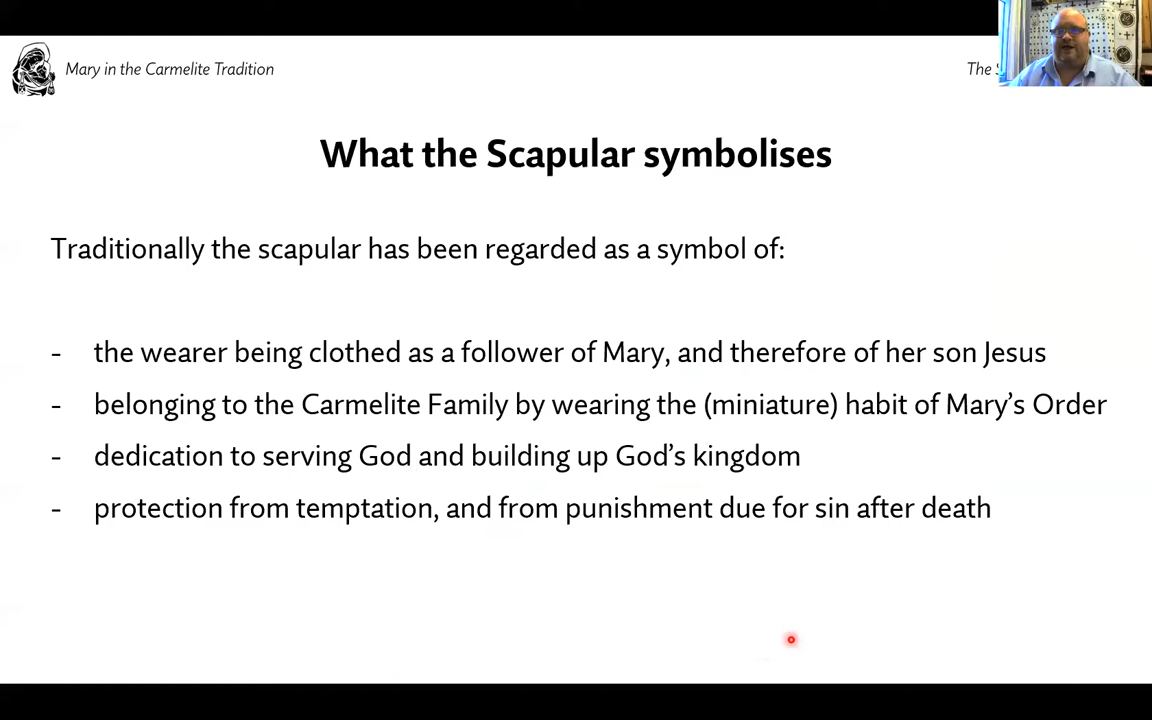 Mary in the Carmelite Tradition
The
What the Scapular symbolises
Traditionally the scapular has been regarded as a symbol of:
- the wearer being clothed as a follower of Mary, and therefore of her son Jesus
- belonging to the Carmelite Family by wearing the (miniature) habit of Mary’s Order
- dedication to serving God and building up God’s kingdom
- protection from temptation, and from punishment due for sin after death